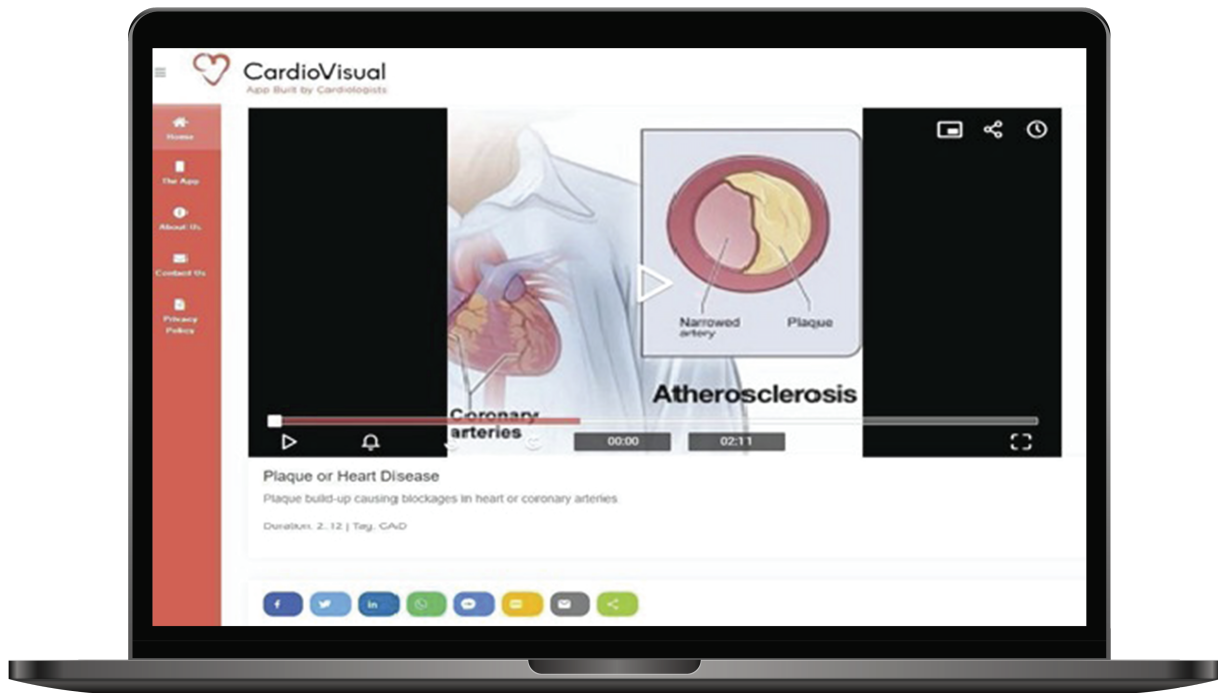 CardioVisual
App Built by Cardiologists
Home
The App
About Us
Contact Us
Privacy
Policy
Narrowed
artery
Plaque
Atherosclerosis
Coronary
arteries
00:00
02:11
Plaque or Heart Disease
Plaque build-up causing blockages in heart or coronary arteries
Duration: 2:12 | Tag: CAD
f
in